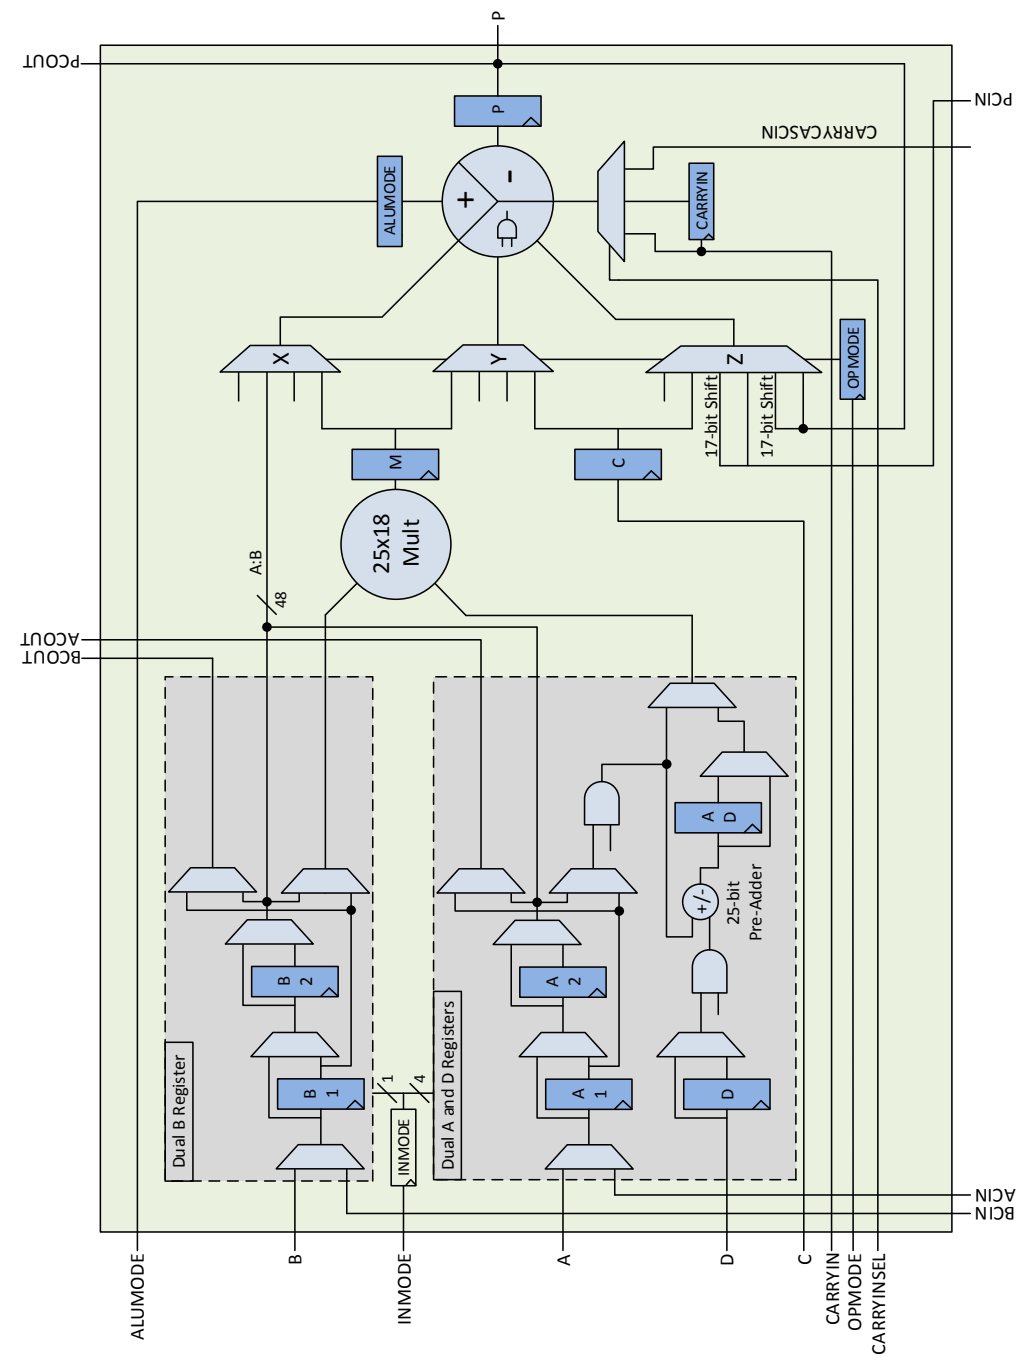 P
PCOUT
PCIN
P
CARRYCASCIN
ALUMODE
+
-
CARRYIN
X
Y
Z
OPMODE
17-bit Shift
17-bit Shift
M
C
25x18
Mult
A:B
48
ACOUT
BCOUT
A
D
+/-
25-bit
Pre-Adder
B
2
A
2
Dual B Register
B
1
1
4
INMODE
Dual A and D Registers
A
1
D
ACIN
BCIN
ALUMODE
B
INMODE
A
D
C
CARRYIN
OPMODE
CARRYINSEL